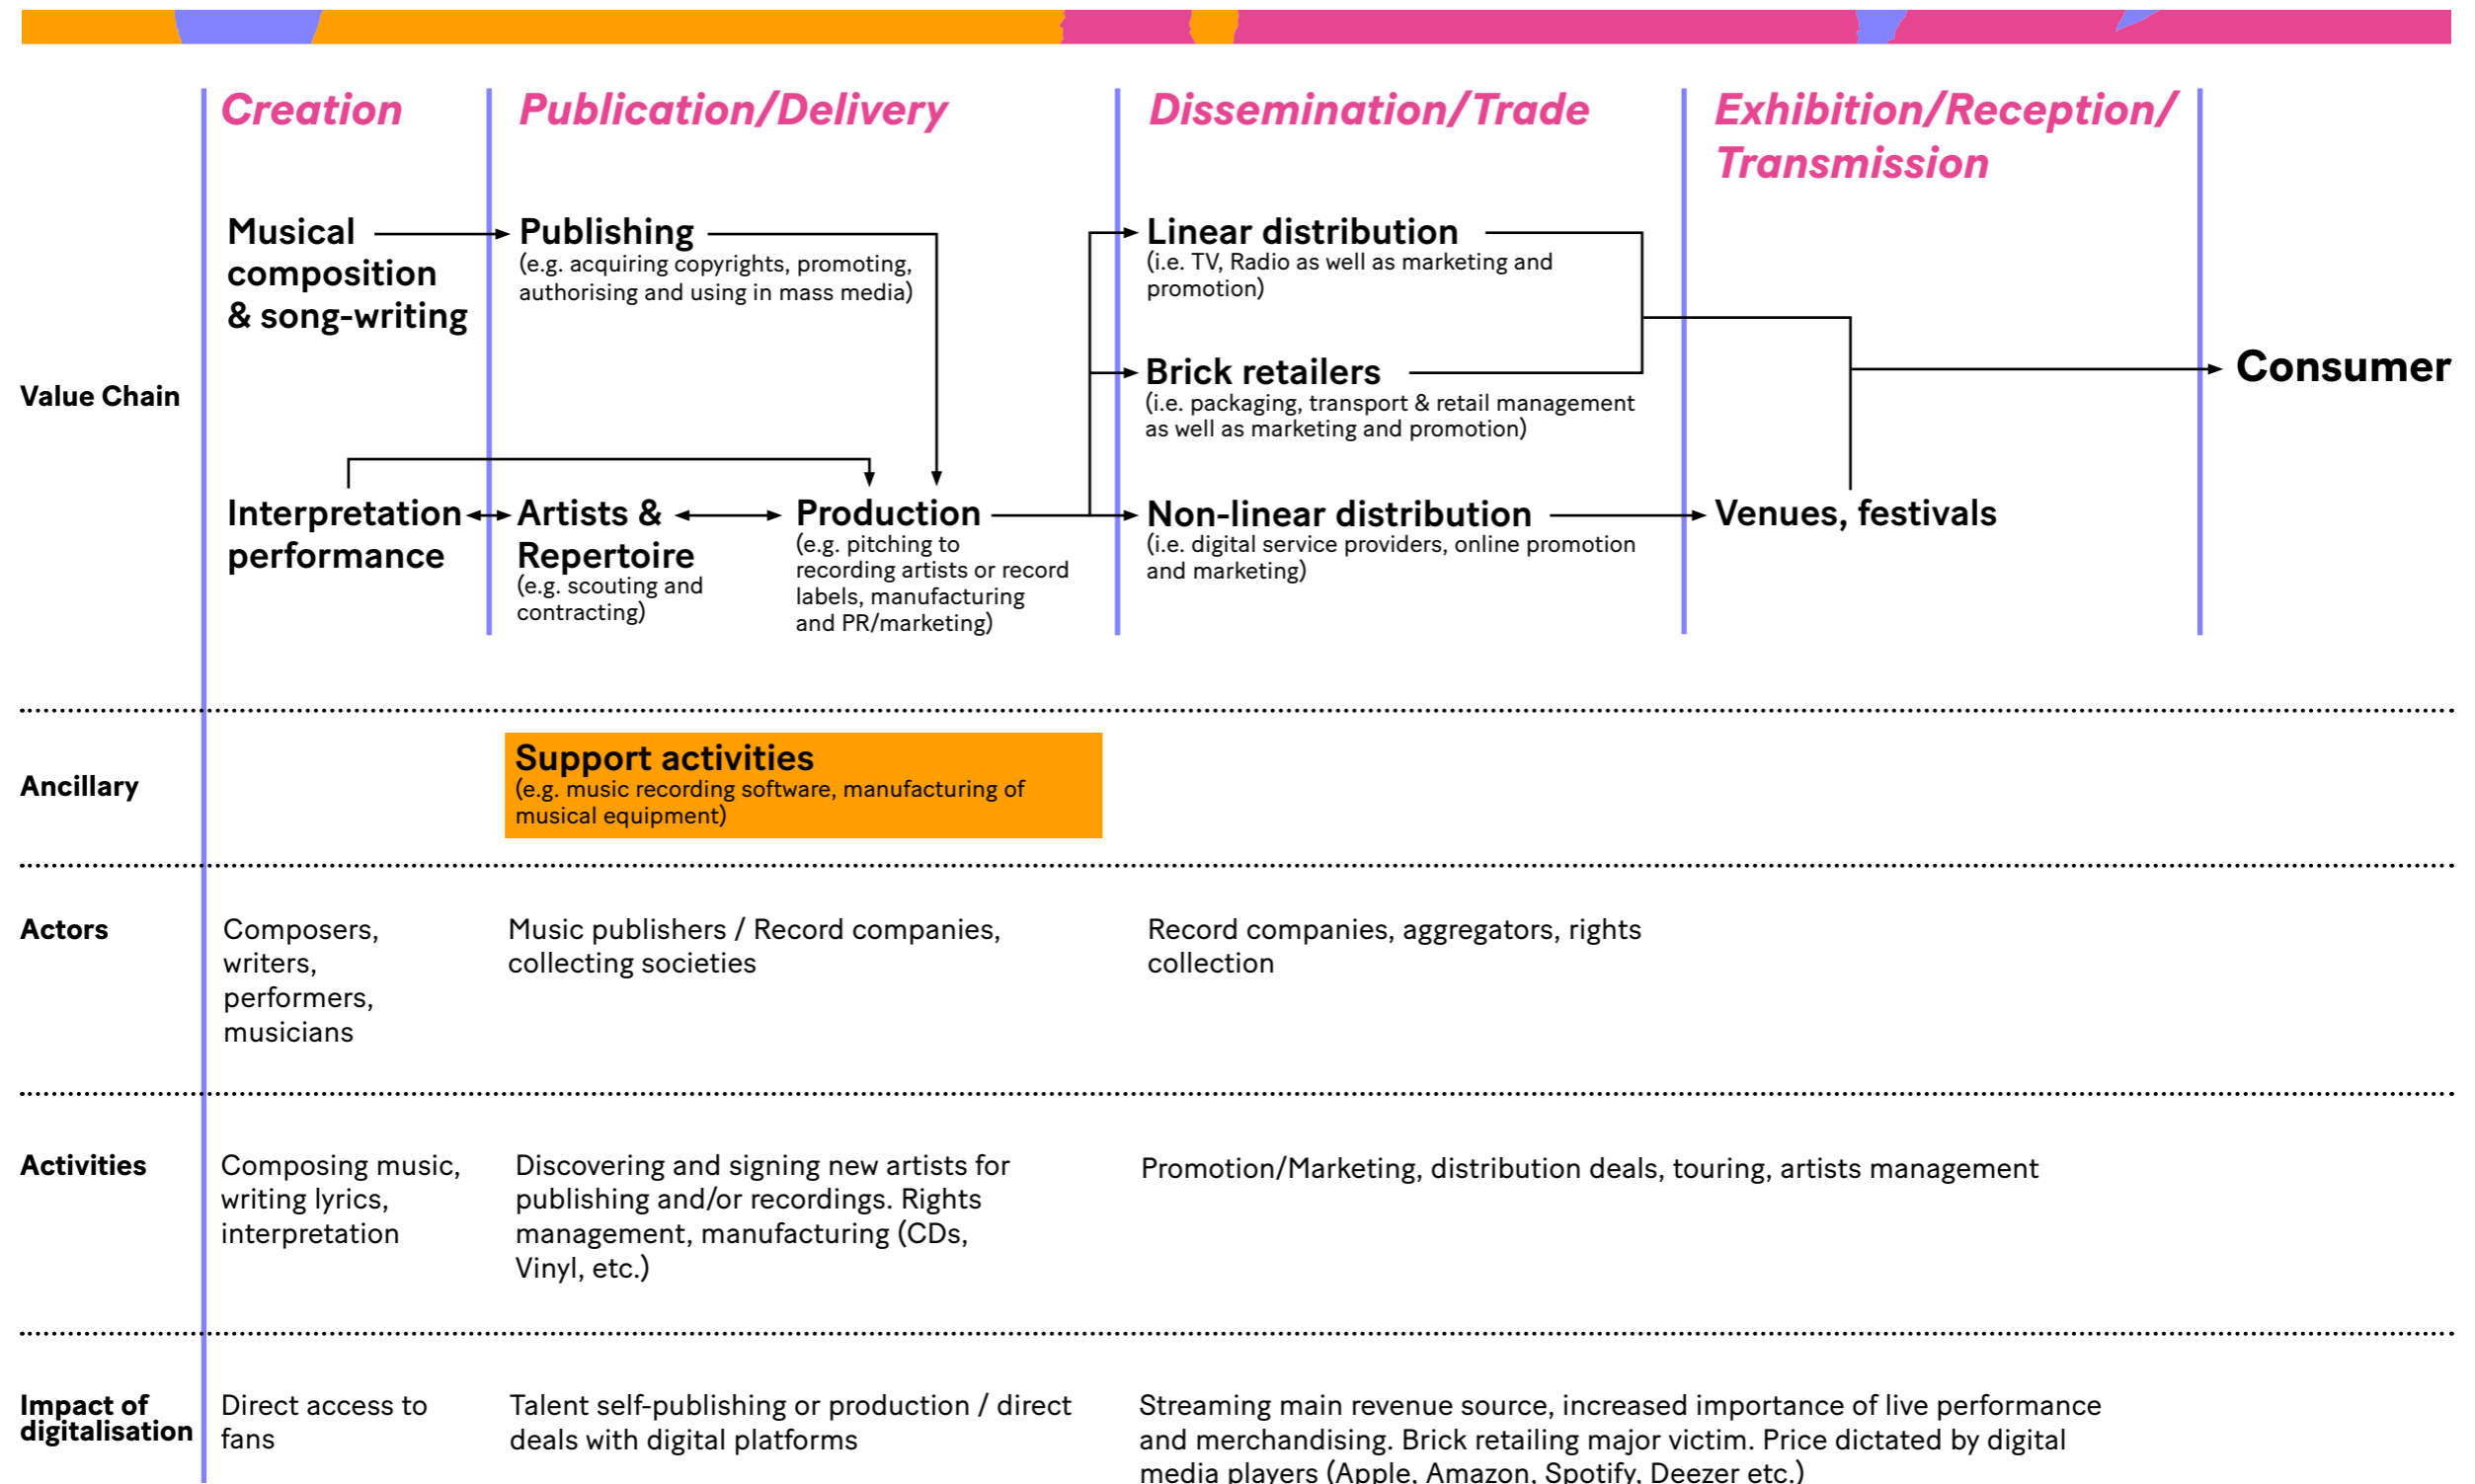 Creation
Publication/Delivery
Dissemination/Trade
Exhibition/Reception/
Transmission
Value Chain
Musical
composition
& song-writing
Publishing
(e.g. acquiring copyrights, promoting,
authorising and using in mass media)
Linear distribution
(i.e. TV, Radio as well as marketing and
promotion)
Brick retailers
(i.e. packaging, transport & retail management
as well as marketing and promotion)
Consumer
Interpretation
performance
Artists &
Repertoire
(e.g. scouting and
contracting)
Production
(e.g. pitching to
recording artists or record
labels, manufacturing
and PR/marketing)
Non-linear distribution
(i.e. digital service providers, online promotion
and marketing)
Venues, festivals
Ancillary
Support activities
(e.g. music recording software, manufacturing of
musical equipment)
Actors
Composers,
writers,
performers,
musicians
Music publishers / Record companies,
collecting societies
Record companies, aggregators, rights
collection
Activities
Composing music,
writing lyrics,
interpretation
Discovering and signing new artists for
publishing and/or recordings. Rights
management, manufacturing (CDs,
Vinyl, etc.)
Promotion/Marketing, distribution deals, touring, artists management
Impact of
digitalisation
Direct access to
fans
Talent self-publishing or production / direct
deals with digital platforms
Streaming main revenue source, increased importance of live performance
and merchandising. Brick retailing major victim. Price dictated by digital
media players (Apple, Amazon, Spotify, Deezer etc.)